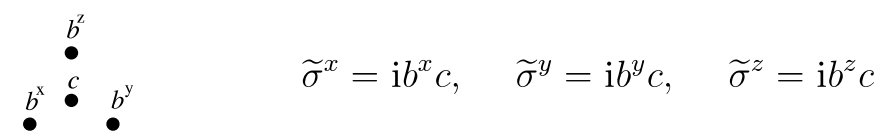 b^z
c
b^x b^y
σ̃^x = ib^x c, σ̃^y = ib^y c, σ̃^z = ib^z c